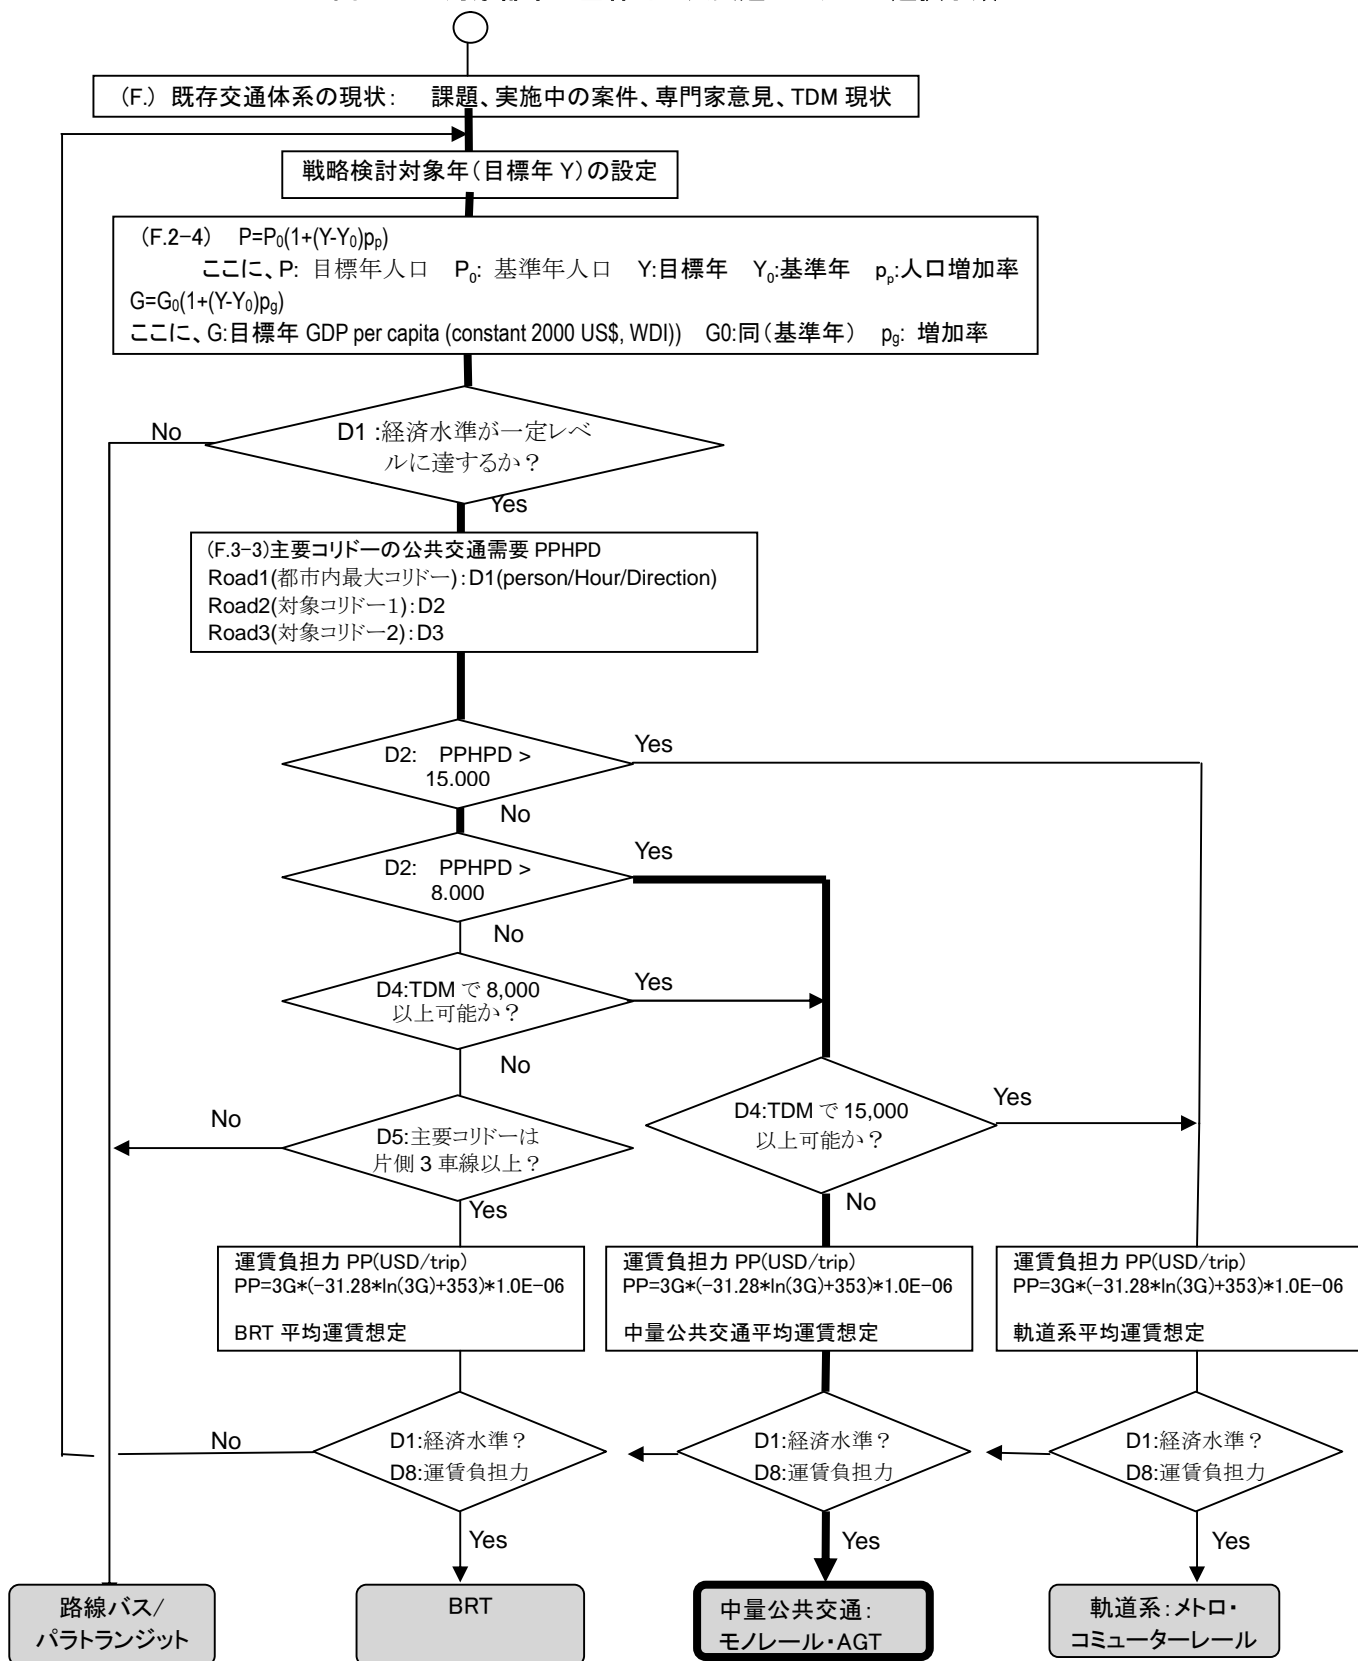 (F.) 既存交通体系の現状： 課題、実施中の案件、専門家意見、TDM 現状
戦略検討対象年（目標年 Y）の設定
(F.2-4) P=P₀(1+(Y-Y₀)pₚ)
ここに、P: 目標年人口 P₀: 基準年人口 Y:目標年 Y₀:基準年 pₚ:人口増加率
G=G₀(1+(Y-Y₀)p_g)
ここに、G:目標年 GDP per capita (constant 2000 US$, WDI)) G0:同（基準年） p_g: 増加率
No
D1 :経済水準が一定レベ
ルに達するか？
Yes
(F.3-3)主要コリドーの公共交通需要 PPHPD
Road1(都市内最大コリドー）：D1(person/Hour/Direction)
Road2(対象コリドー1)：D2
Road3(対象コリドー2)：D3
D2: PPHPD >
15.000
Yes
No
D2: PPHPD >
8.000
Yes
No
D4:TDM で 8,000
以上可能か？
Yes
No
D4:TDM で 15,000
以上可能か？
Yes
No
No
D5:主要コリドーは
片側 3 車線以上？
Yes
運賃負担力 PP(USD/trip)
PP=3G*(-31.28*ln(3G)+353)*1.0E-06
BRT 平均運賃想定
運賃負担力 PP(USD/trip)
PP=3G*(-31.28*ln(3G)+353)*1.0E-06
中量公共交通平均運賃想定
運賃負担力 PP(USD/trip)
PP=3G*(-31.28*ln(3G)+353)*1.0E-06
軌道系平均運賃想定
No
D1:経済水準？
D8:運賃負担力
D1:経済水準？
D8:運賃負担力
D1:経済水準？
D8:運賃負担力
Yes
Yes
Yes
路線バス/
パラトランジット
BRT
中量公共交通：
モノレール・AGT
軌道系：メトロ・
コミューターレール